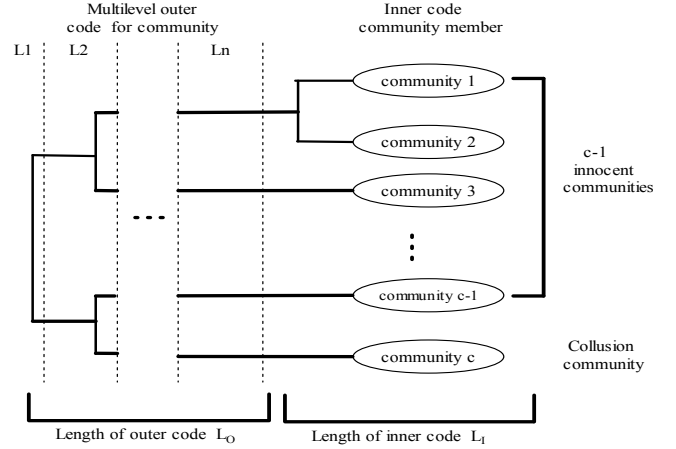 Multilevel outer
code for community
Inner code
community member
L1
L2
Ln
community 1
community 2
community 3
community c-1
community c
c-1
innocent
communities
Collusion
community
Length of outer code L_O
Length of inner code L_I